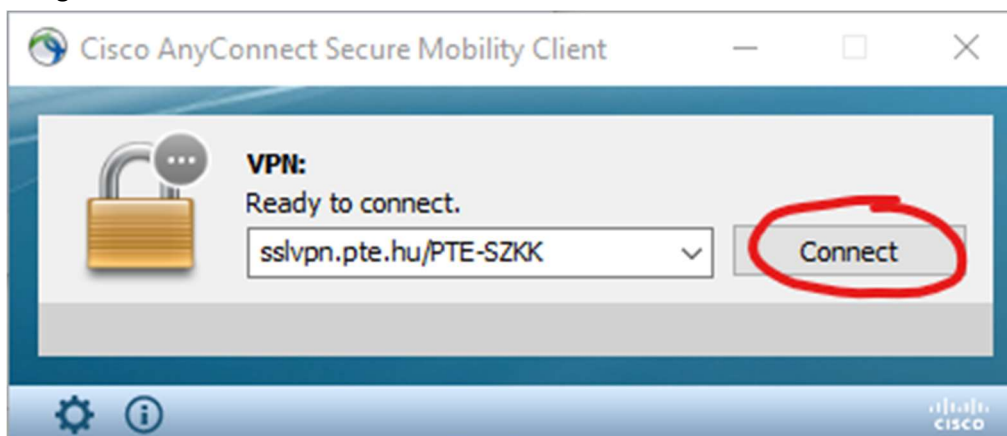 Cisco AnyConnect Secure Mobility Client
VPN:
Ready to connect.
sslvpn.pte.hu/PTE-SZKK
Connect
CISCO